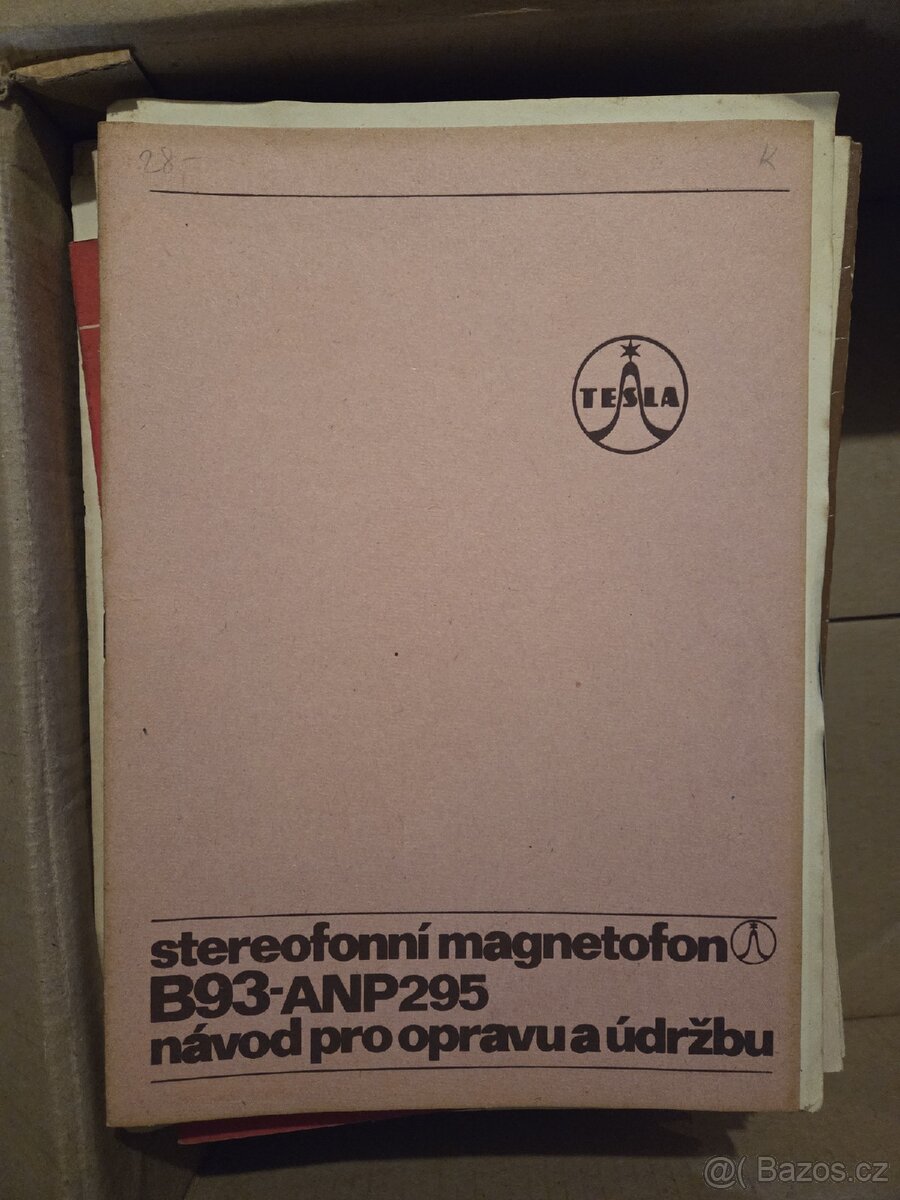 28,-
K
TESLA
stereofonní magnetofon
B93-ANP295
návod pro opravu a údržbu
@( Bazos.cz